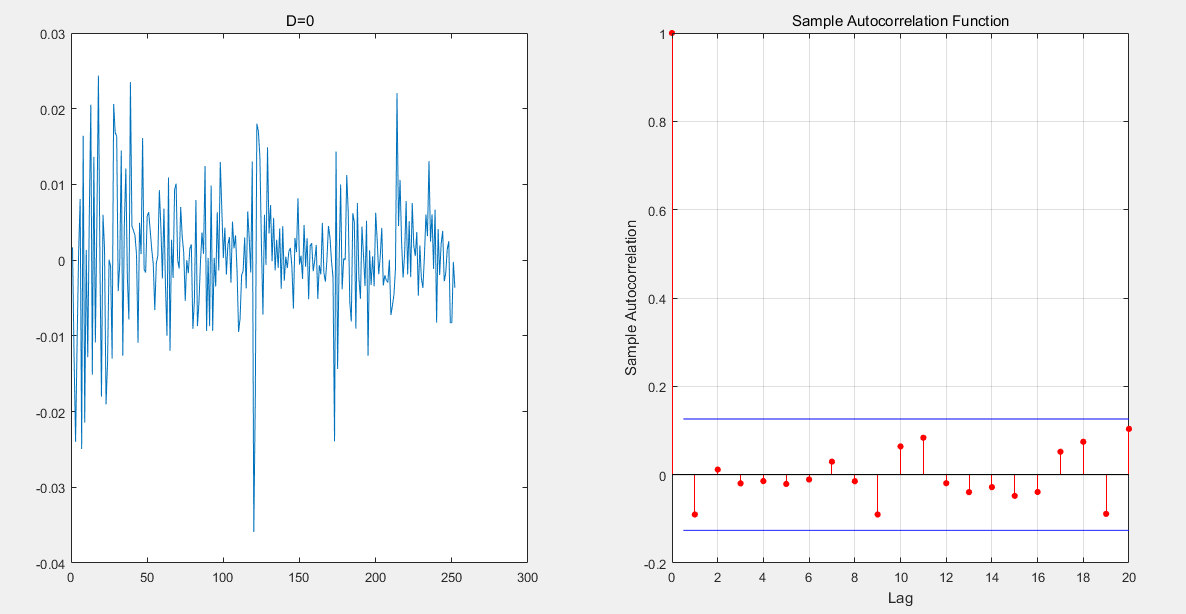 D=0
0.03
0.02
0.01
0
-0.01
-0.02
-0.03
-0.04
0 50 100 150 200 250 300
Sample Autocorrelation Function
Sample Autocorrelation
1
0.8
0.6
0.4
0.2
0
-0.2
0 2 4 6 8 10 12 14 16 18 20
Lag